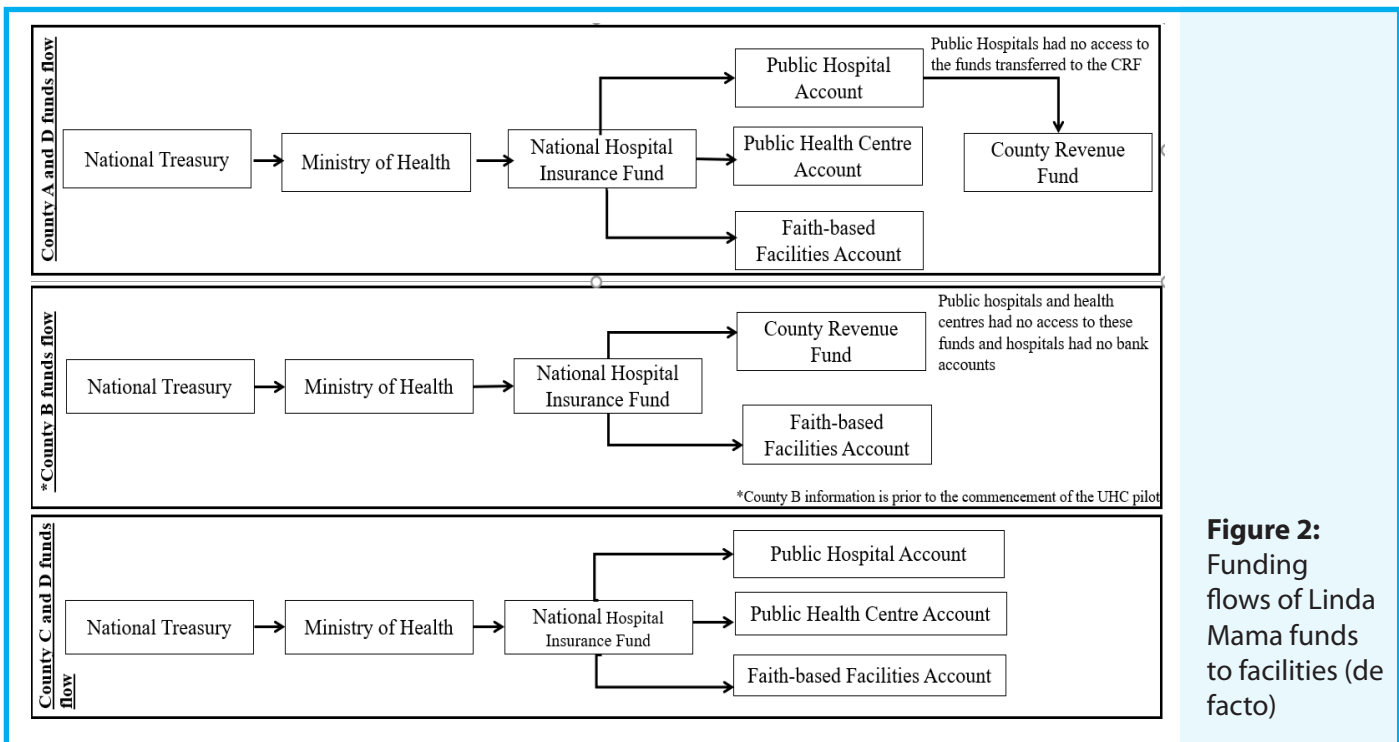 County A and D funds flow
National Treasury
Ministry of Health
National Hospital
Insurance Fund
Public Hospital
Account
Public Health Centre
Account
Faith-based
Facilities Account
Public Hospitals had no access to
the funds transferred to the CRF
County Revenue
Fund
*County B funds flow
National Treasury
Ministry of Health
National Hospital
Insurance Fund
County Revenue
Fund
Faith-based
Facilities Account
Public hospitals and health
centres had no access to these
funds and hospitals had no bank
accounts
*County B information is prior to the commencement of the UHC pilot
County C and D funds
flow
National Treasury
Ministry of Health
National Hospital
Insurance Fund
Public Hospital Account
Public Health Centre Account
Faith-based Facilities Account
Figure 2:
Funding
flows of Linda
Mama funds
to facilities (de
facto)